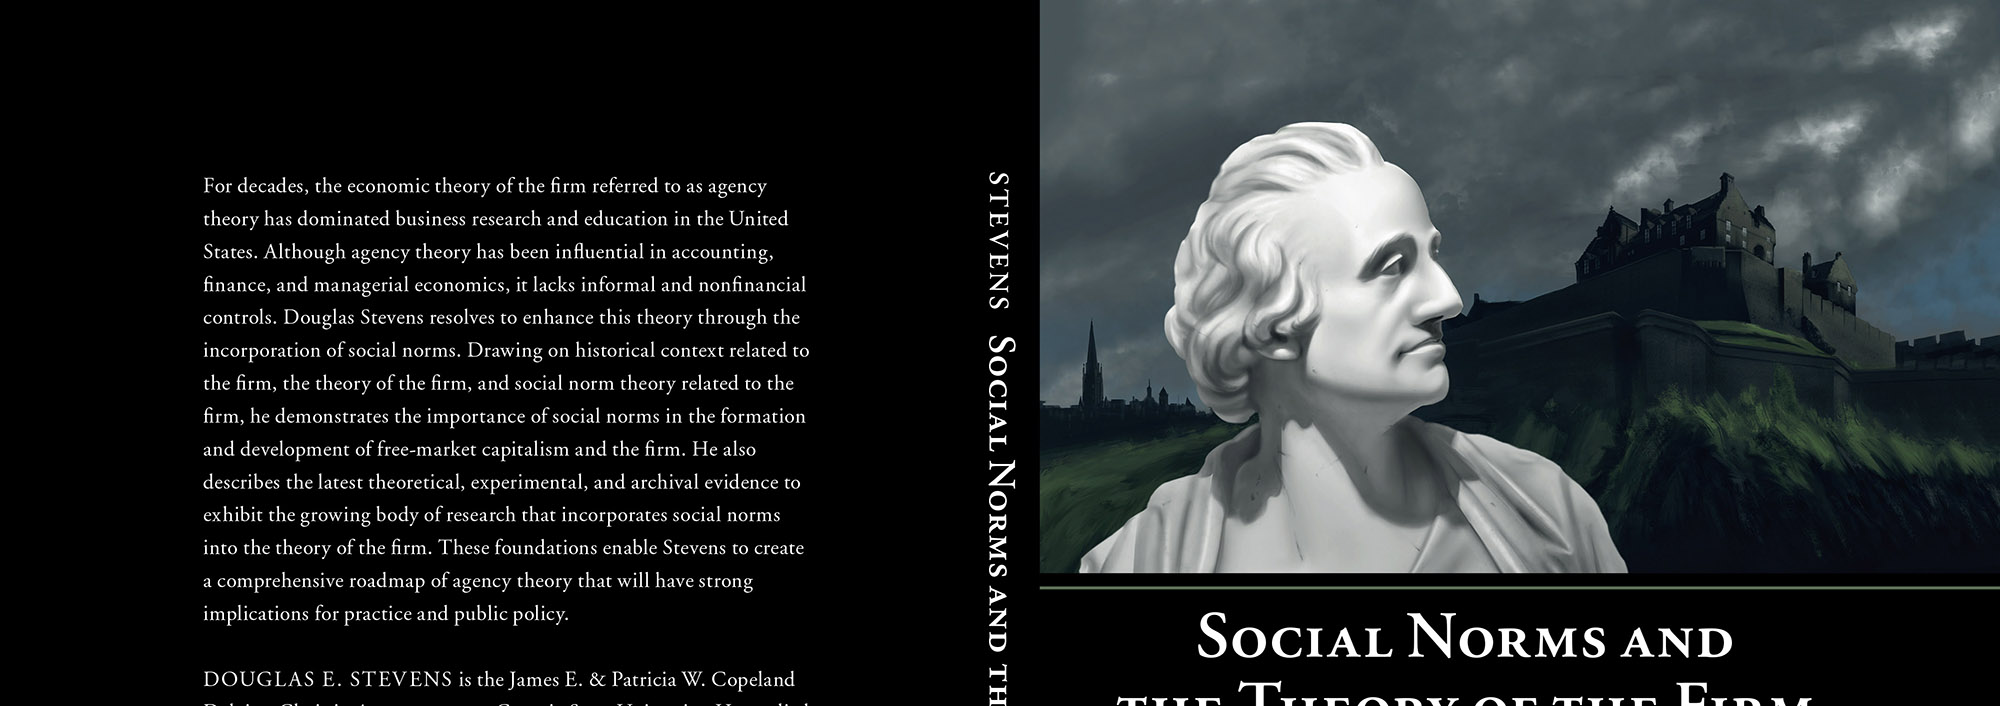 For decades, the economic theory of the firm referred to as agency
theory has dominated business research and education in the United
States. Although agency theory has been influential in accounting,
finance, and managerial economics, it lacks informal and nonfinancial
controls. Douglas Stevens resolves to enhance this theory through the
incorporation of social norms. Drawing on historical context related to
the firm, the theory of the firm, and social norm theory related to the
firm, he demonstrates the importance of social norms in the formation
and development of free-market capitalism and the firm. He also
describes the latest theoretical, experimental, and archival evidence to
exhibit the growing body of research that incorporates social norms
into the theory of the firm. These foundations enable Stevens to create
a comprehensive roadmap of agency theory that will have strong
implications for practice and public policy.
DOUGLAS E. STEVENS is the James E. & Patricia W. Copeland
STEVENS SOCIAL NORMS AND TH
SOCIAL NORMS AND
THE THEORY OF THE FIRM